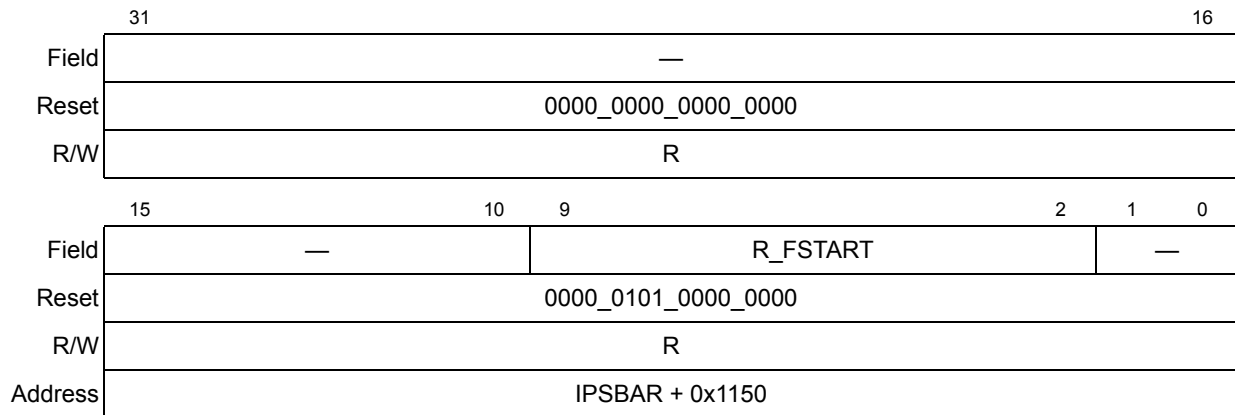 31 16
Field —
Reset 0000_0000_0000_0000
R/W R
15 10 9 2 1 0
Field — R_FSTART —
Reset 0000_0101_0000_0000
R/W R
Address IPSBAR + 0x1150